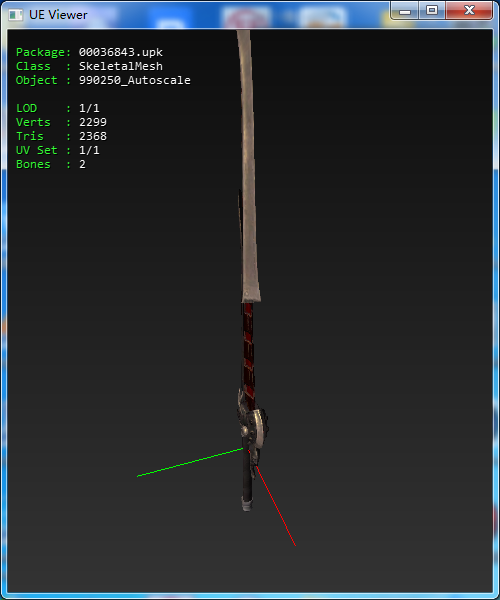 UE Viewer
Package: 00036843.upk
Class : SkeletalMesh
Object : 990250_Autoscale
LOD : 1/1
Verts : 2299
Tris : 2368
UV Set : 1/1
Bones : 2